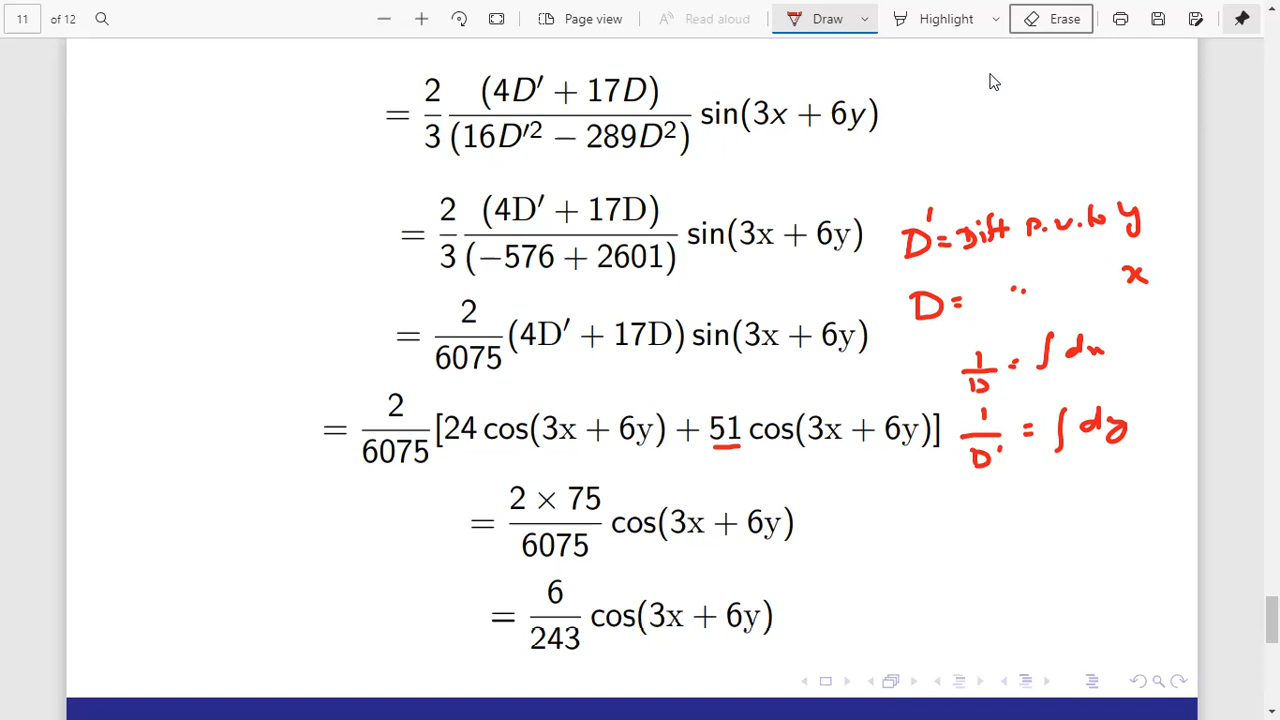 11 of 12 Page view Read aloud Draw Highlight Erase
= 2/3 (4D′ + 17D)/(16D′² − 289D²) sin(3x + 6y)
= 2/3 (4D′ + 17D)/(−576 + 2601) sin(3x + 6y)
D' = Diff p. w. to y
D = " x
= 2/6075 (4D′ + 17D) sin(3x + 6y)
1/D = ∫ dx
= 2/6075 [24 cos(3x + 6y) + 51 cos(3x + 6y)]
1/D' = ∫ dy
= 2 × 75/6075 cos(3x + 6y)
= 6/243 cos(3x + 6y)